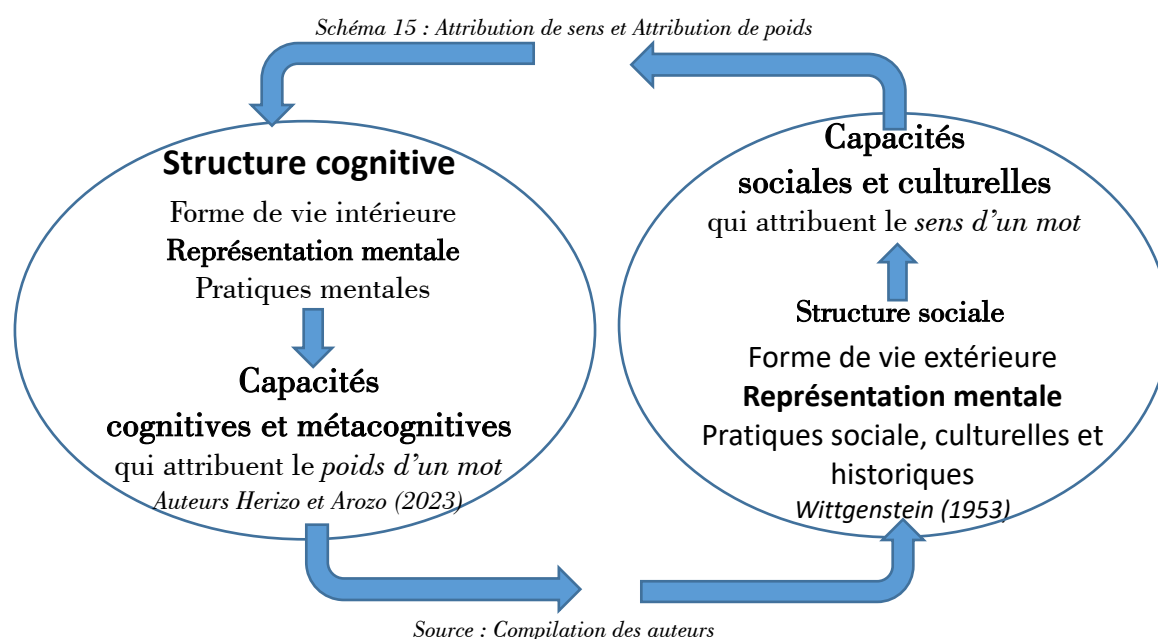 Schéma 15 : Attribution de sens et Attribution de poids
Structure cognitive
Forme de vie intérieure
Représentation mentale
Pratiques mentales
Capacités
cognitives et métacognitives
qui attribuent le poids d’un mot
Auteurs Herizo et Arozo (2023)
Capacités
sociales et culturelles
qui attribuent le sens d’un mot
Structure sociale
Forme de vie extérieure
Représentation mentale
Pratiques sociale, culturelles et
historiques
Wittgenstein (1953)
Source : Compilation des auteurs